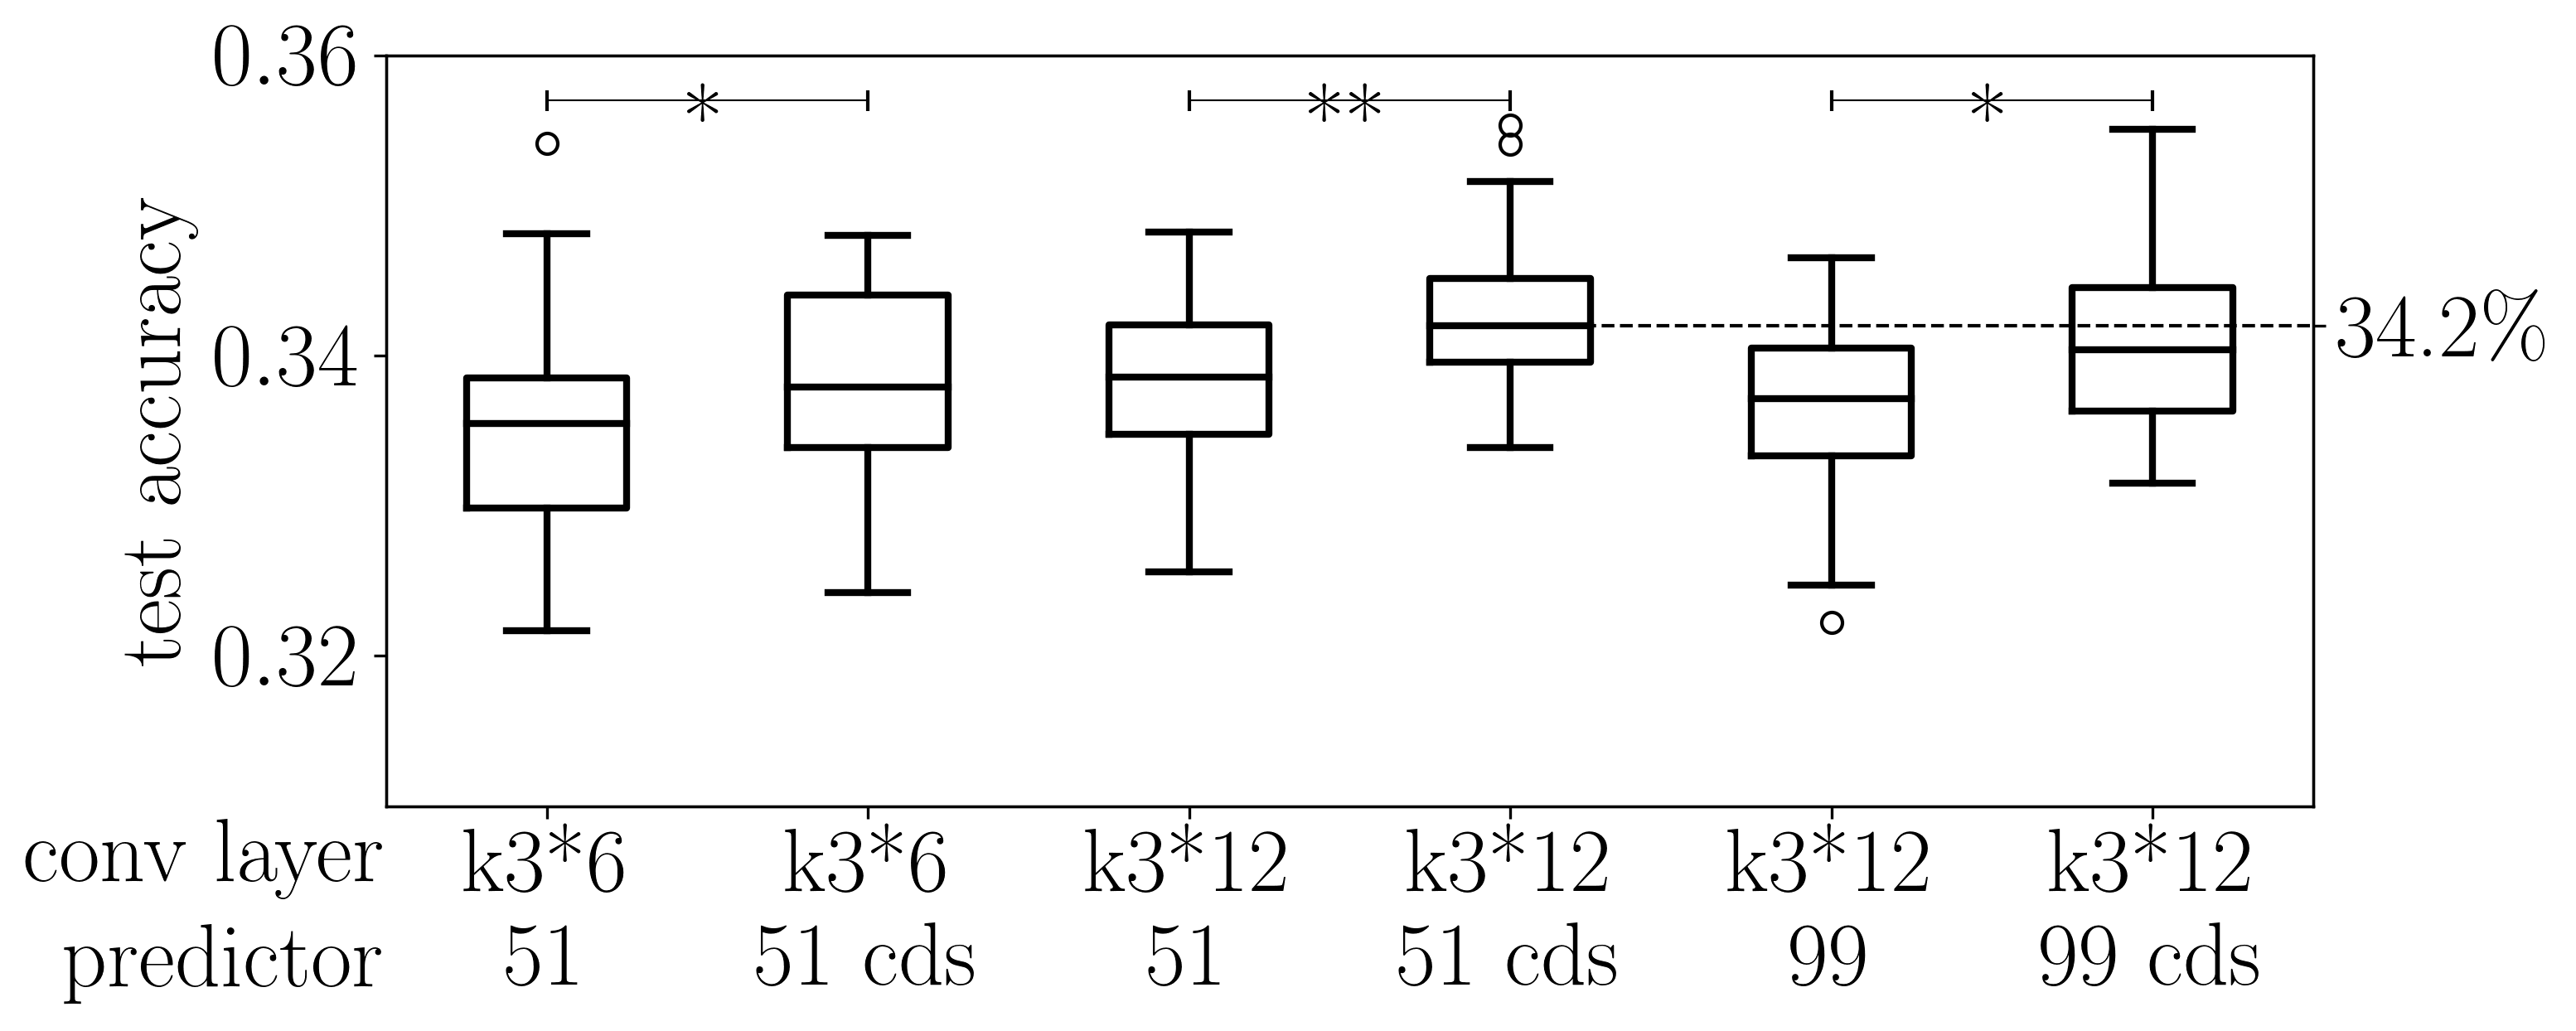 0.36
* ** *
test accuracy
0.34
34.2%
0.32
conv layer k3*6 k3*6 k3*12 k3*12 k3*12 k3*12
predictor 51 51 cds 51 51 cds 99 99 cds